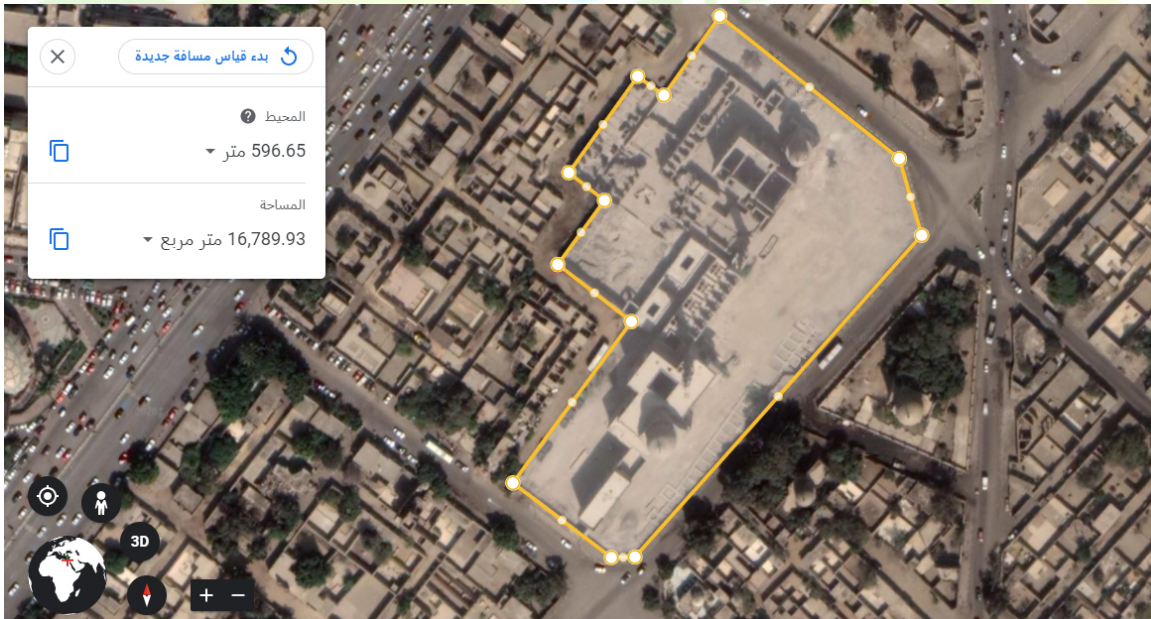 بدء قياس مسافة جديدة
المحيط
596.65 متر
المساحة
16,789.93 متر مربع
3D